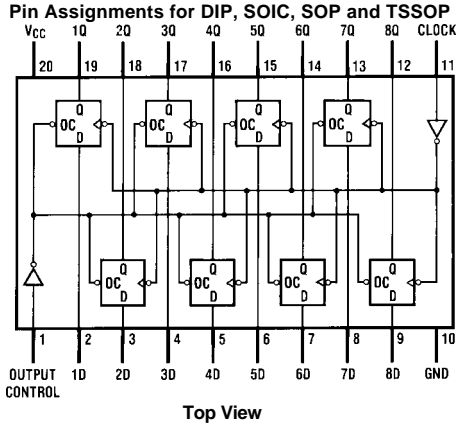 Pin Assignments for DIP, SOIC, SOP and TSSOP
VCC 1Q 2Q 3Q 4Q 5Q 6Q 7Q 8Q CLOCK
20 19 18 17 16 15 14 13 12 11
Q Q Q Q
OC OC OC OC
D D D D
Q Q Q Q
OC OC OC OC
D D D D
1 2 3 4 5 6 7 8 9 10
OUTPUT CONTROL 1D 2D 3D 4D 5D 6D 7D 8D GND
Top View